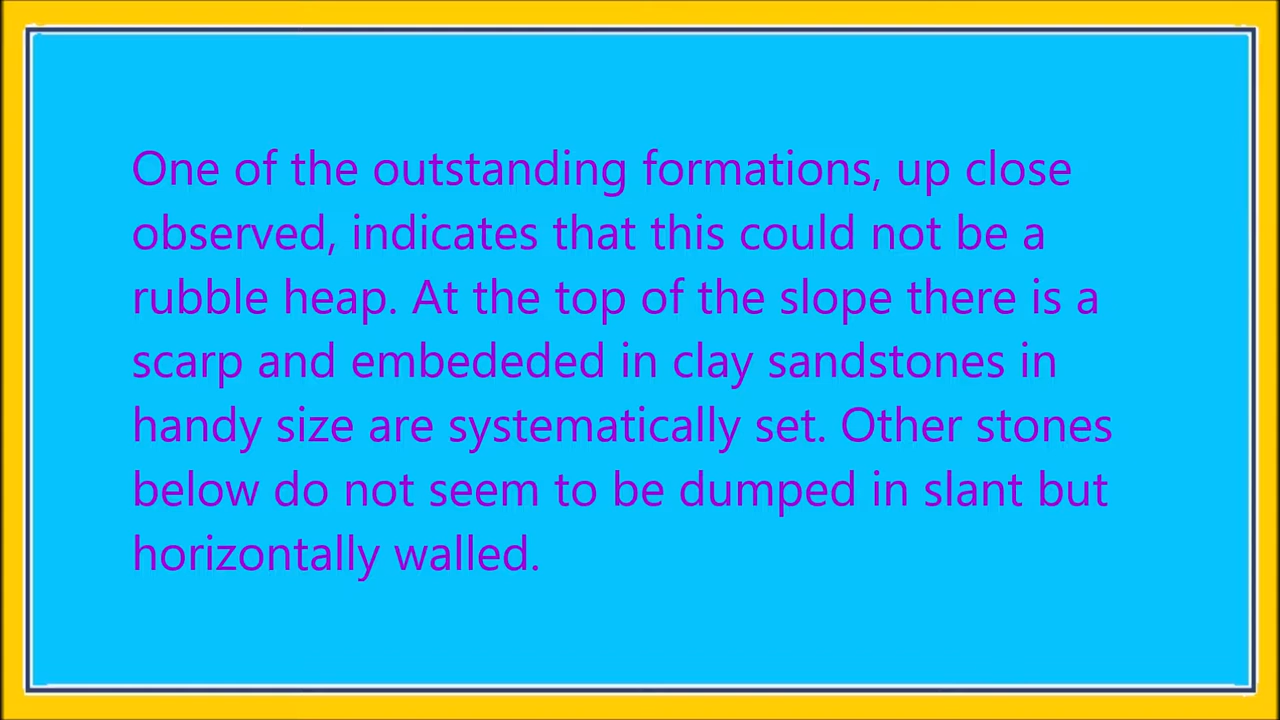 One of the outstanding formations, up close
observed, indicates that this could not be a
rubble heap. At the top of the slope there is a
scarp and embededed in clay sandstones in
handy size are systematically set. Other stones
below do not seem to be dumped in slant but
horizontally walled.